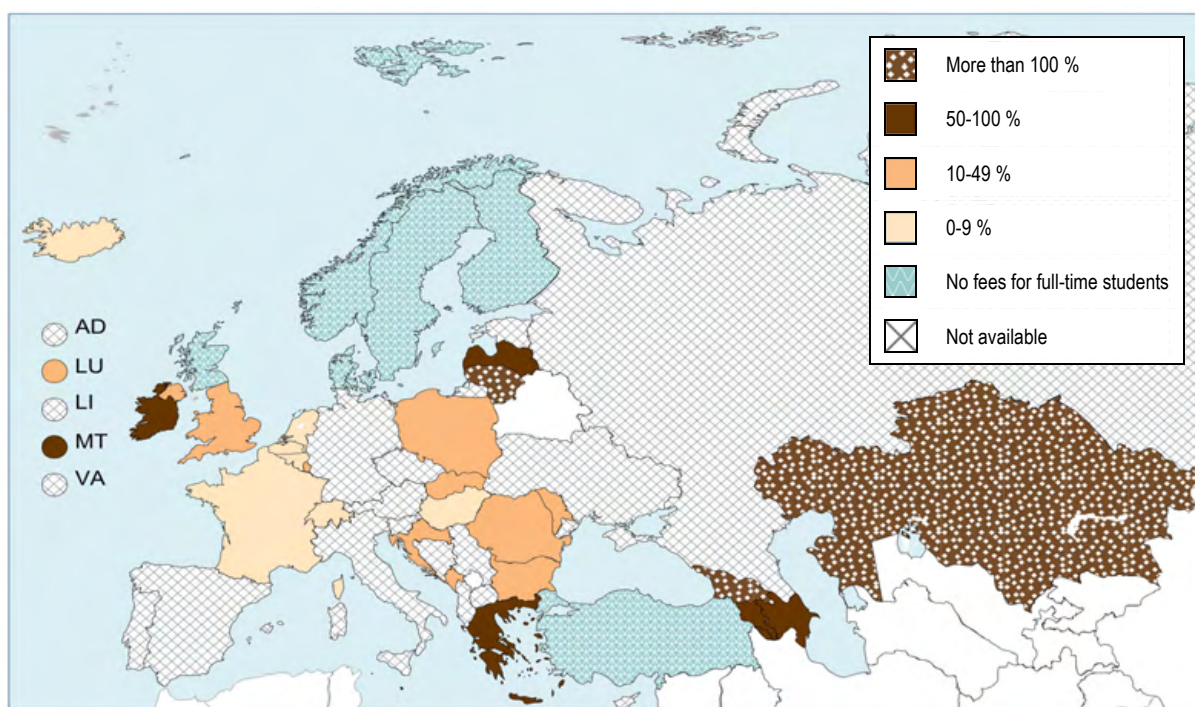 More than 100 %
50-100 %
10-49 %
0-9 %
No fees for full-time students
Not available
AD
LU
LI
MT
VA